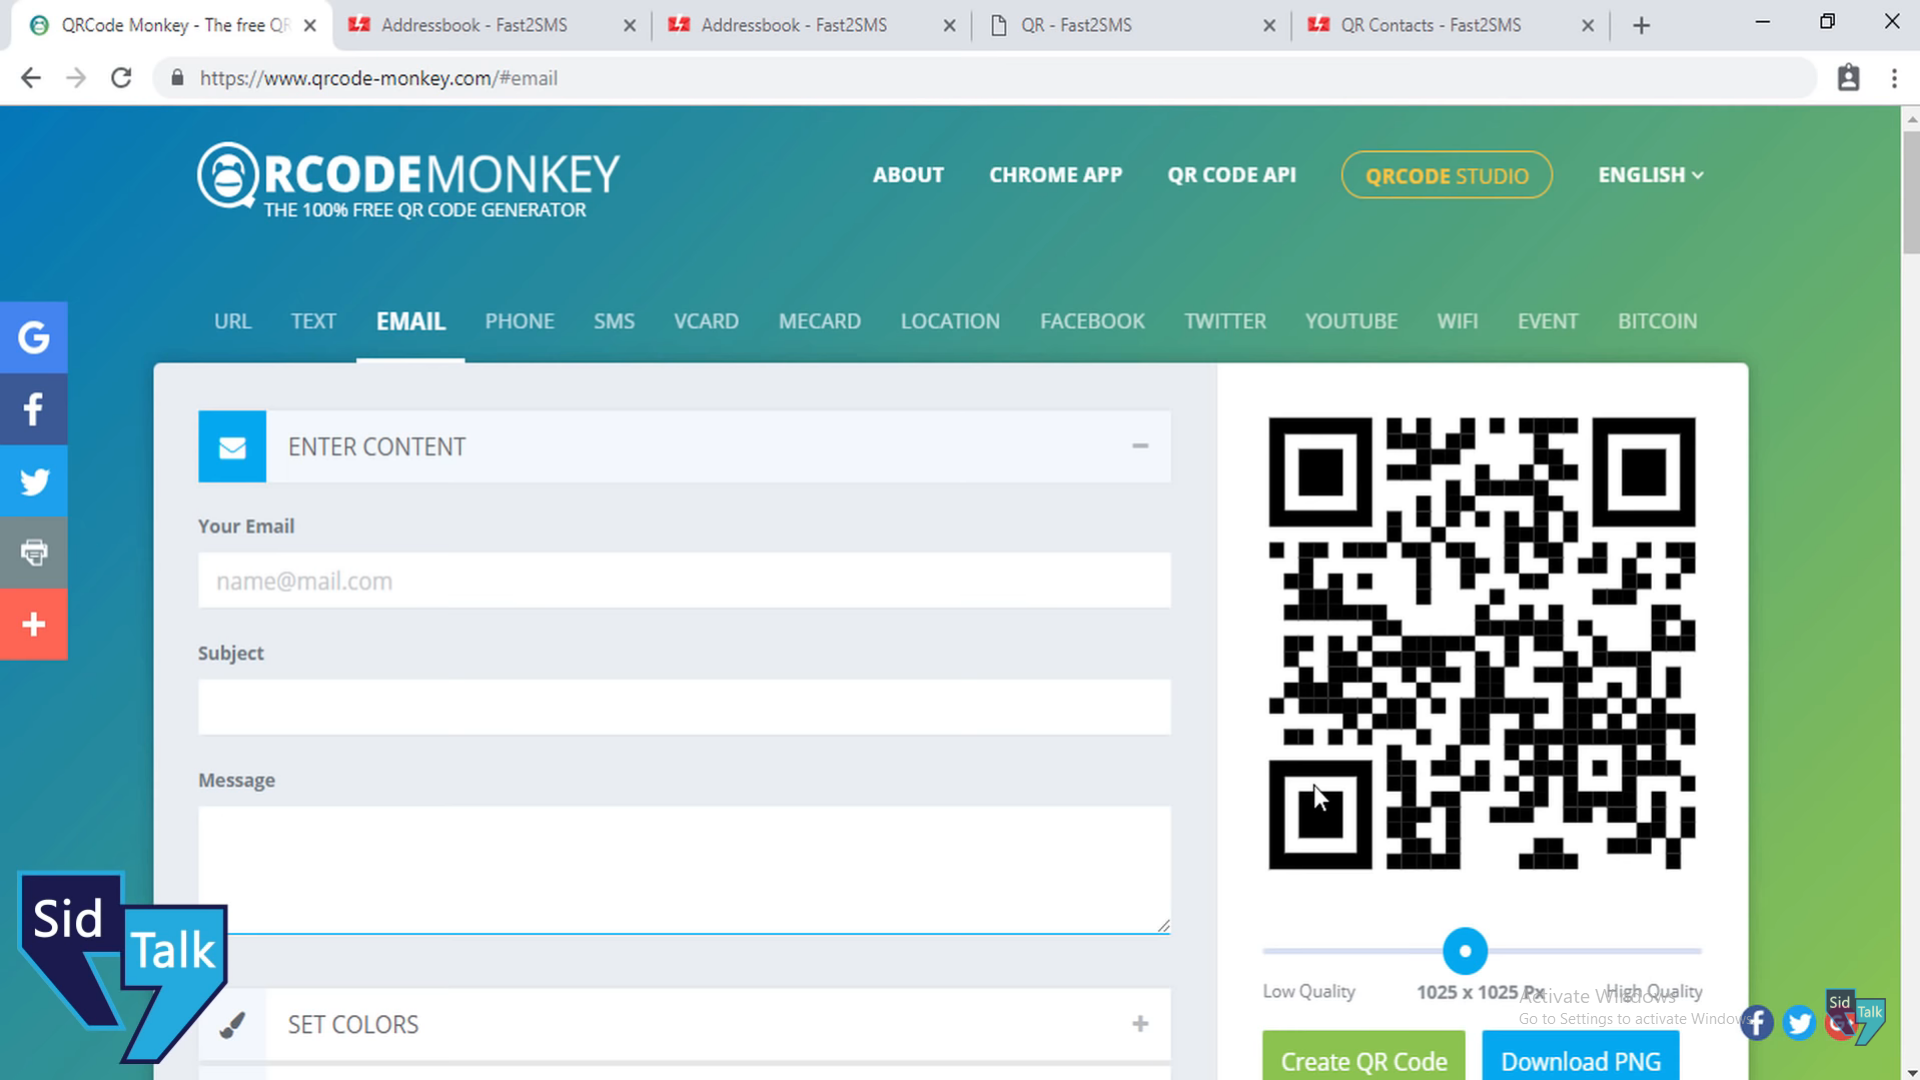 QRCode Monkey - The free QR
Addressbook - Fast2SMS
Addressbook - Fast2SMS
QR - Fast2SMS
QR Contacts - Fast2SMS
https://www.qrcode-monkey.com/#email
RCODEMONKEY
THE 100% FREE QR CODE GENERATOR
ABOUT
CHROME APP
QR CODE API
QRCODE STUDIO
ENGLISH
URL
TEXT
EMAIL
PHONE
SMS
VCARD
MECARD
LOCATION
FACEBOOK
TWITTER
YOUTUBE
WIFI
EVENT
BITCOIN
ENTER CONTENT
Your Email
name@mail.com
Subject
Message
SET COLORS
Low Quality
1025 x 1025 Px
High Quality
Activate Windows
Go to Settings to activate Windows
Create QR Code
Download PNG
Sid
Talk
Sid
Talk